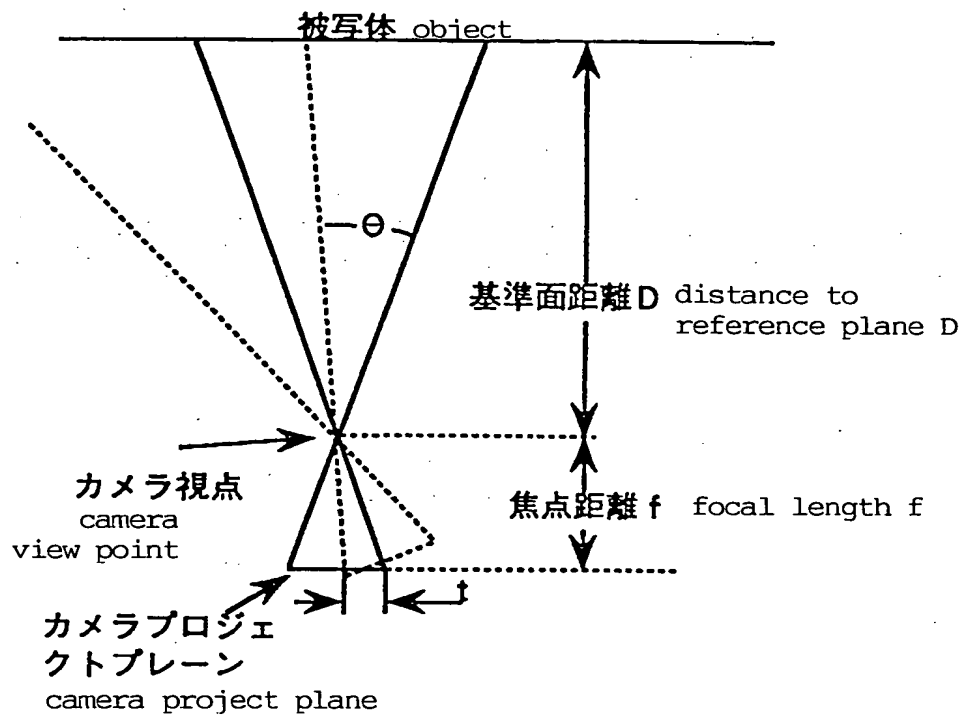 被写体 object
θ
基準面距離D distance to
reference plane D
カメラ視点
camera
view point
焦点距離f focal length f
t
カメラプロジェ
クトプレーン
camera project plane